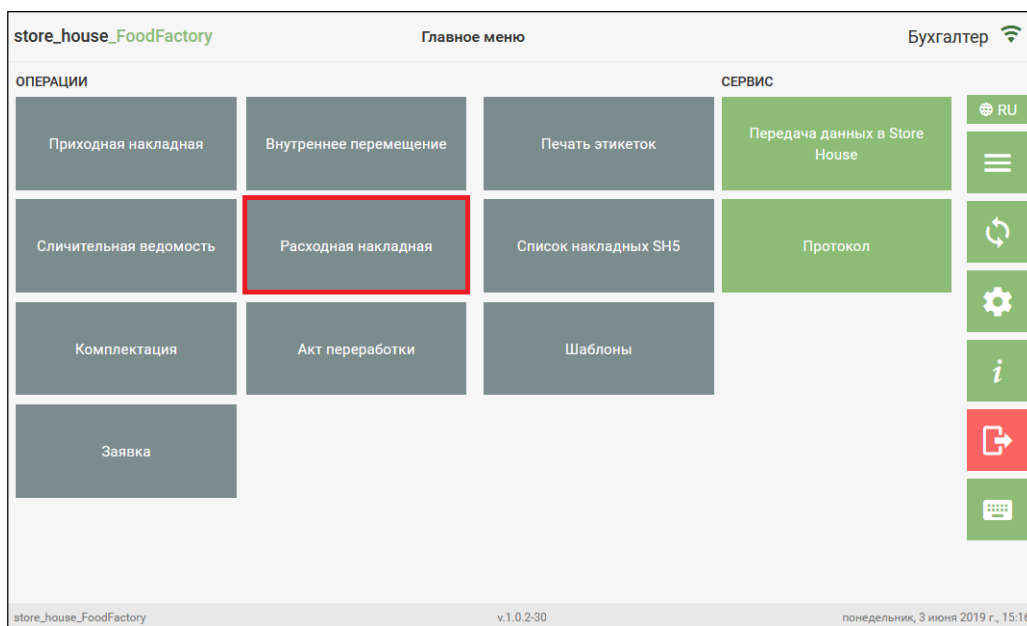 store_house_FoodFactory
Главное меню
Бухгалтер
ОПЕРАЦИИ
СЕРВИС
Приходная накладная
Внутреннее перемещение
Печать этикеток
Передача данных в Store
House
RU
Сличительная ведомость
Расходная накладная
Список накладных SH5
Протокол
Комплектация
Акт переработки
Шаблоны
i
Заявка
store_house_FoodFactory
v.1.0.2-30
понедельник, 3 июня 2019 г., 15:16